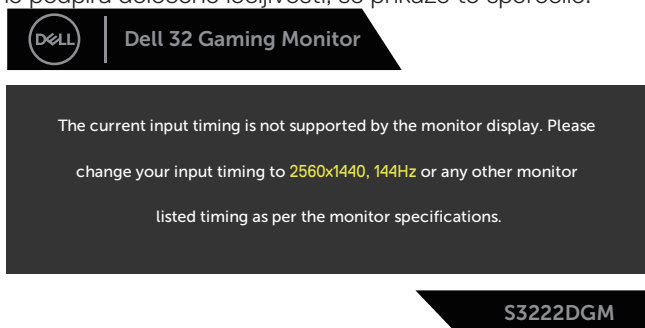 DELL
Dell 32 Gaming Monitor
The current input timing is not supported by the monitor display. Please
change your input timing to 2560x1440, 144Hz or any other monitor
listed timing as per the monitor specifications.
S3222DGM